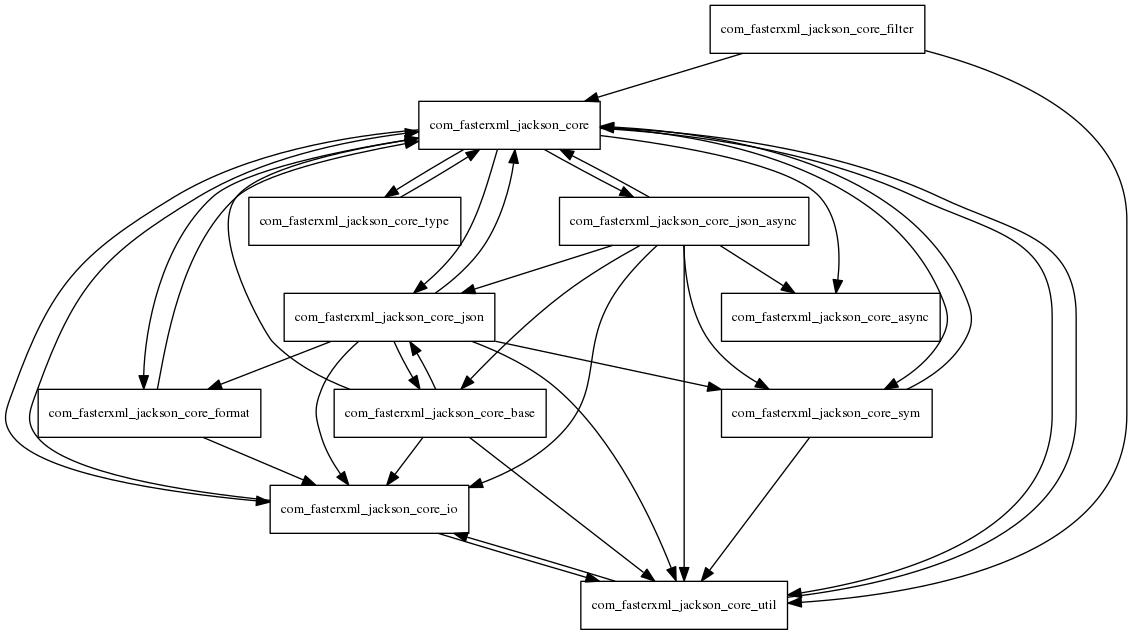 com_fasterxml_jackson_core_filter
com_fasterxml_jackson_core
com_fasterxml_jackson_core_type
com_fasterxml_jackson_core_json_async
com_fasterxml_jackson_core_json
com_fasterxml_jackson_core_async
com_fasterxml_jackson_core_format
com_fasterxml_jackson_core_base
com_fasterxml_jackson_core_sym
com_fasterxml_jackson_core_io
com_fasterxml_jackson_core_util